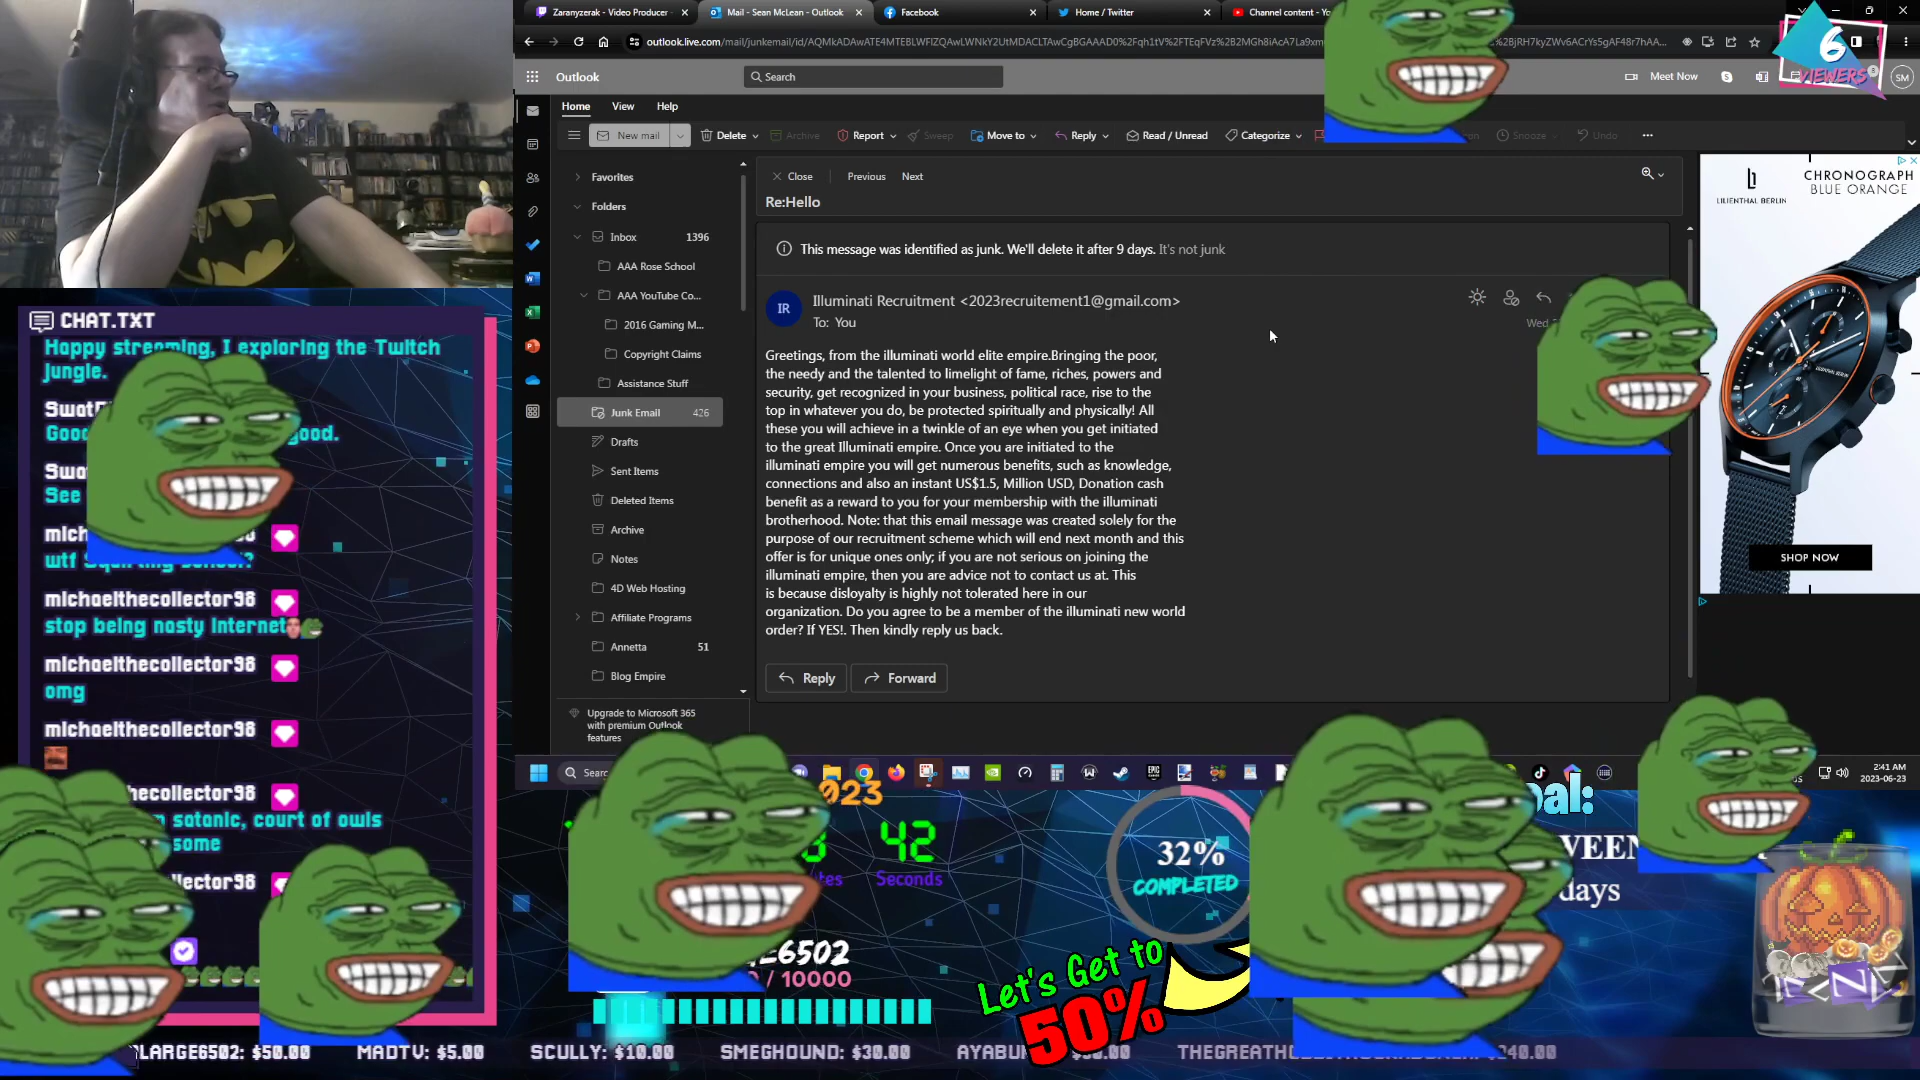 Zaranyzerak - Video Producer
Mail - Sean McLean - Outlook
Facebook
Home / Twitter
Channel content - Yo
outlook.live.com
Outlook
Search
Meet Now
SM
6
VIEWERS
Home
View
Help
New mail
Delete
Archive
Report
Sweep
Move to
Reply
Read / Unread
Categorize
Snooze
Undo
Close
Previous
Next
Re:Hello
This message was identified as junk. We'll delete it after 9 days. It's not junk
IR
Illuminati Recruitment <2023recruitement1@gmail.com>
To: You
Wed
Greetings, from the illuminati world elite empire.Bringing the poor,
the needy and the talented to limelight of fame, riches, powers and
security, get recognized in your business, political race, rise to the
top in whatever you do, be protected spiritually and physically! All
these you will achieve in a twinkle of an eye when you get initiated
to the great Illuminati empire. Once you are initiated to the
illuminati empire you will get numerous benefits, such as knowledge,
connections and also an instant US$1.5, Million USD, Donation cash
benefit as a reward to you for your membership with the illuminati
brotherhood. Note: that this email message was created solely for the
purpose of our recruitment scheme which will end next month and this
offer is for unique ones only; if you are not serious on joining the
illuminati empire, then you are advice not to contact us at. This
is because disloyalty is highly not tolerated here in our
organization. Do you agree to be a member of the illuminati new world
order? If YES!. Then kindly reply us back.
Reply
Forward
Favorites
Folders
Inbox 1396
AAA Rose School
AAA YouTube Co...
2016 Gaming M...
Copyright Claims
Assistance Stuff
Junk Email 426
Drafts
Sent Items
Deleted Items
Archive
Notes
4D Web Hosting
Affiliate Programs
Annetta 51
Blog Empire
Upgrade to Microsoft 365
with premium Outlook
features
LILIENTHAL BERLIN
CHRONOGRAPH
BLUE ORANGE
SHOP NOW
2:41 AM
2023-06-23
CHAT.TXT
Happy streaming, I exploring the Twitch
jungle.
good.
See
wtf
michaelthecollector98
stop being nasty internet
michaelthecollector98
omg
michaelthecollector98
hecollector98
satanic, court of owls
some
llector98
023
42
Seconds
6502
/ 10000
32%
COMPLETED
Let's Get to
50%
days
LARGE6502: $50.00
MADTV: $5.00
SCULLY: $10.00
SMEGHOUND: $30.00